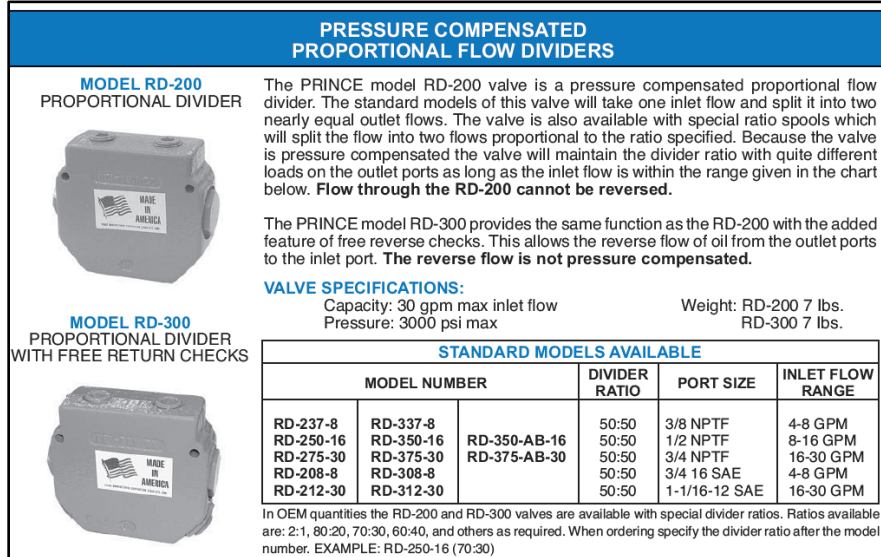 PRESSURE COMPENSATED
PROPORTIONAL FLOW DIVIDERS
MODEL RD-200
PROPORTIONAL DIVIDER
MADE
IN
AMERICA
The PRINCE model RD-200 valve is a pressure compensated proportional flow
divider. The standard models of this valve will take one inlet flow and split it into two
nearly equal outlet flows. The valve is also available with special ratio spools which
will split the flow into two flows proportional to the ratio specified. Because the valve
is pressure compensated the valve will maintain the divider ratio with quite different
loads on the outlet ports as long as the inlet flow is within the range given in the chart
below. Flow through the RD-200 cannot be reversed.
The PRINCE model RD-300 provides the same function as the RD-200 with the added
feature of free reverse checks. This allows the reverse flow of oil from the outlet ports
to the inlet port. The reverse flow is not pressure compensated.
VALVE SPECIFICATIONS:
Capacity: 30 gpm max inlet flow Weight: RD-200 7 lbs.
Pressure: 3000 psi max RD-300 7 lbs.
MODEL RD-300
PROPORTIONAL DIVIDER
WITH FREE RETURN CHECKS
MADE
IN
AMERICA
STANDARD MODELS AVAILABLE
MODEL NUMBER DIVIDER RATIO PORT SIZE INLET FLOW RANGE
RD-237-8 RD-337-8 50:50 3/8 NPTF 4-8 GPM
RD-250-16 RD-350-16 RD-350-AB-16 50:50 1/2 NPTF 8-16 GPM
RD-275-30 RD-375-30 RD-375-AB-30 50:50 3/4 NPTF 16-30 GPM
RD-208-8 RD-308-8 50:50 3/4 16 SAE 4-8 GPM
RD-212-30 RD-312-30 50:50 1-1/16-12 SAE 16-30 GPM
In OEM quantities the RD-200 and RD-300 valves are available with special divider ratios. Ratios available
are: 2:1, 80:20, 70:30, 60:40, and others as required. When ordering specify the divider ratio after the model
number. EXAMPLE: RD-250-16 (70:30)